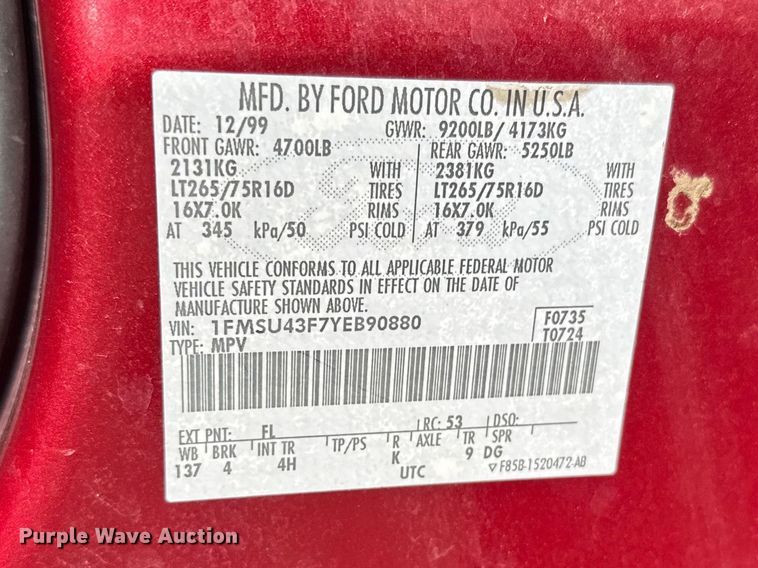 MFD. BY FORD MOTOR CO. IN U.S.A.
DATE: 12/99 GVWR: 9200LB/ 4173KG
FRONT GAWR: 4700LB REAR GAWR: 5250LB
2131KG WITH 2381KG WITH
LT265/75R16D TIRES LT265/75R16D TIRES
16X7.0K RIMS 16X7.0K RIMS
AT 345 kPa/50 PSI COLD AT 379 kPa/55 PSI COLD
THIS VEHICLE CONFORMS TO ALL APPLICABLE FEDERAL MOTOR
VEHICLE SAFETY STANDARDS IN EFFECT ON THE DATE OF
MANUFACTURE SHOWN ABOVE.
VIN: 1FMSU43F7YEB90880 F0735
TYPE: MPV T0724
EXT PNT: FL RC: 53 DSO:
WB BRK INT TR TP/PS R AXLE TR SPR
137 4 4H K 9 DG
UTC ▽F85B-1520472-AB
Purple Wave Auction